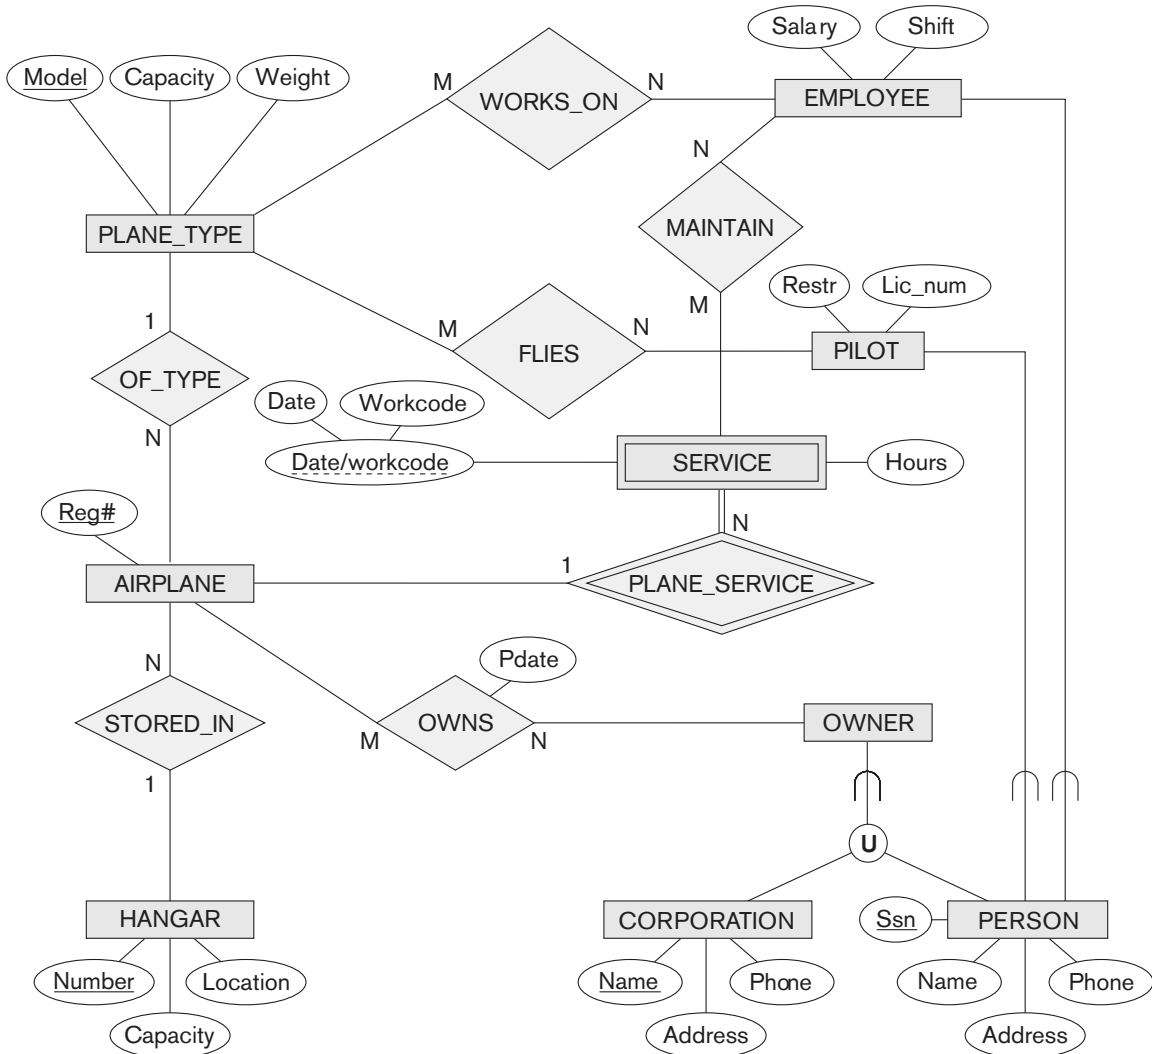 Salary
Shift
Model
Capacity
Weight
M
WORKS_ON
N
EMPLOYEE
N
PLANE_TYPE
MAINTAIN
Restr
Lic_num
M
1
M
FLIES
N
PILOT
OF_TYPE
Date
Workcode
N
Date/workcode
SERVICE
Hours
Reg#
N
1
AIRPLANE
PLANE_SERVICE
N
Pdate
STORED_IN
M
OWNS
N
OWNER
1
U
HANGAR
CORPORATION
Ssn
PERSON
Number
Location
Name
Phone
Name
Phone
Capacity
Address
Address